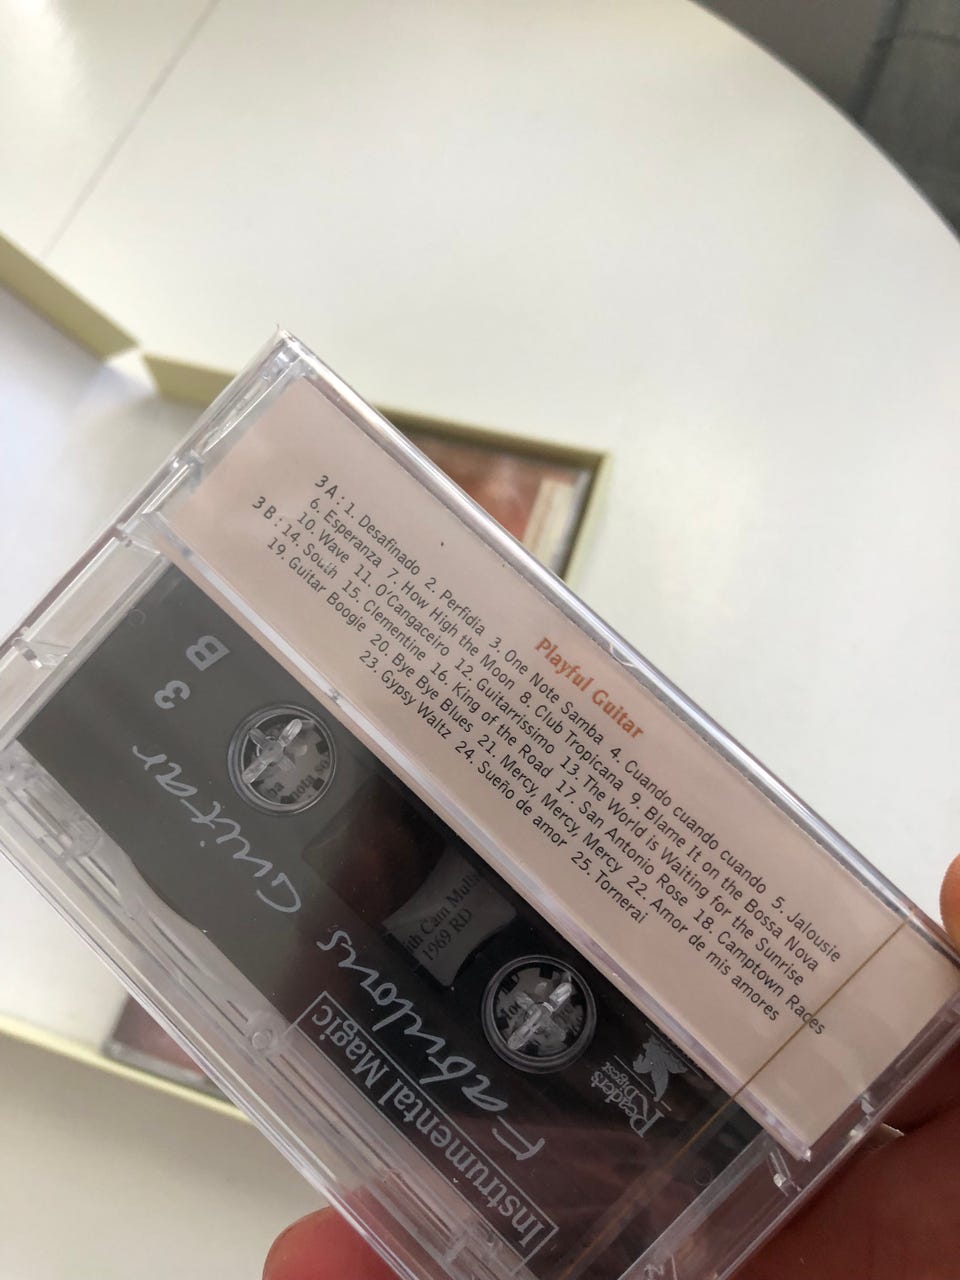 Playful Guitar
3A: 1. Desafinado 2. Perfidia 3. One Note Samba 4. Cuando cuando cuando 5. Jalousie
6. Esperanza 7. How High the Moon 8. Club Tropicana 9. Blame It on the Bossa Nova
10. Wave 11. O'Cangaceiro 12. Guitarrissimo 13. The World is Waiting for the Sunrise
3B: 14. South 15. Clementine 16. King of the Road 17. San Antonio Rose 18. Camptown Races
19. Guitar Boogie 20. Bye Bye Blues 21. Mercy, Mercy, Mercy 22. Amor de mis amores
23. Gypsy Waltz 24. Sueño de amor 25. Tornerai
Instrumental Magic
Fabulous Guitar 3 B
Reader's
Digest
1969 RD